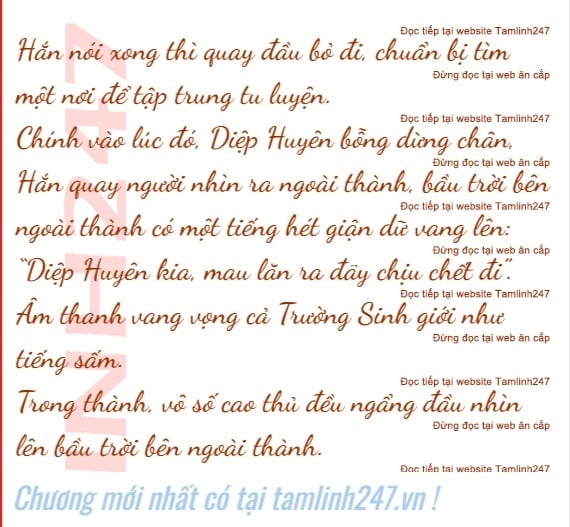 Đọc tiếp tại website Tamlinh247
Hắn nói xong thì quay đầu bỏ đi, chuẩn bị tìm
Đừng đọc tại web ăn cắp
một nơi để tập trung tu luyện.
Đọc tiếp tại website Tamlinh247
Chính vào lúc đó, Diệp Huyên bỗng dừng chân,
Đừng đọc tại web ăn cắp
Hắn quay người nhìn ra ngoài thành, bầu trời bên
Đọc tiếp tại website Tamlinh247
ngoài thành có một tiếng hét giận dữ vang lên:
Đừng đọc tại web ăn cắp
“Diệp Huyên kia, mau lăn ra đây chịu chết đi”.
Đọc tiếp tại website Tamlinh247
Âm thanh vang vọng cả Trường Sinh giới như
Đừng đọc tại web ăn cắp
tiếng sấm.
Đọc tiếp tại website Tamlinh247
Trong thành, vô số cao thủ đều ngẩng đầu nhìn
Đừng đọc tại web ăn cắp
lên bầu trời bên ngoài thành.
Đọc tiếp tại website Tamlinh247
Chương mới nhất có tại tamlinh247.vn !
INH247